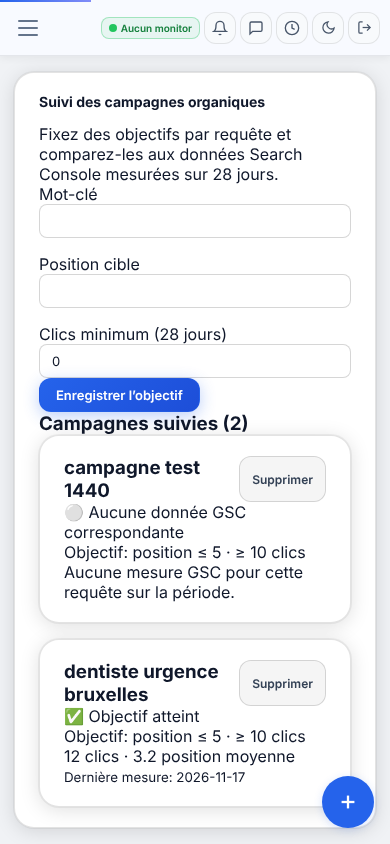 Aucun monitor
Suivi des campagnes organiques
Fixez des objectifs par requête et
comparez-les aux données Search
Console mesurées sur 28 jours.
Mot-clé
Position cible
Clics minimum (28 jours)
0
Enregistrer l’objectif
Campagnes suivies (2)
campagne test
1440
Supprimer
⚪ Aucune donnée GSC
correspondante
Objectif: position ≤ 5 · ≥ 10 clics
Aucune mesure GSC pour cette
requête sur la période.
dentiste urgence
bruxelles
Supprimer
✅ Objectif atteint
Objectif: position ≤ 5 · ≥ 10 clics
12 clics · 3.2 position moyenne
Dernière mesure: 2026-11-17
+